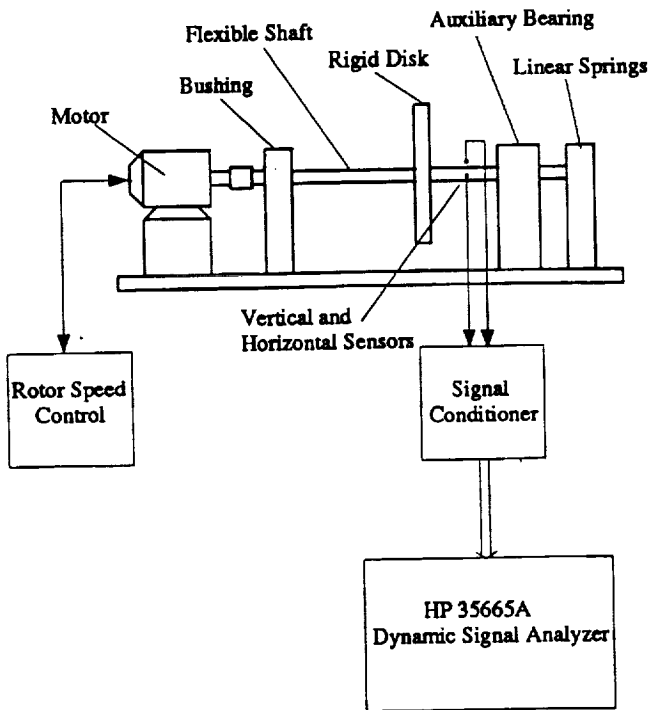 Auxiliary Bearing
Flexible Shaft
Rigid Disk
Linear Springs
Bushing
Motor
Vertical and
Horizontal Sensors
Rotor Speed
Control
Signal
Conditioner
HP 35665A
Dynamic Signal Analyzer